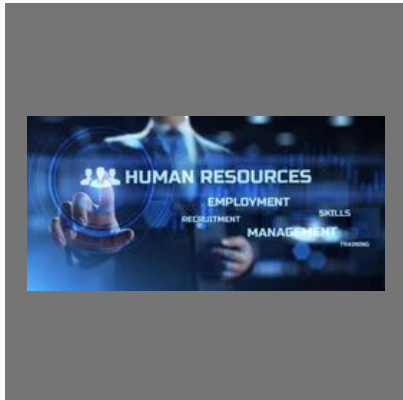 HUMAN RESOURCES
EMPLOYMENT
SKILLS
RECRUITMENT
MANAGEMENT
TRAINING